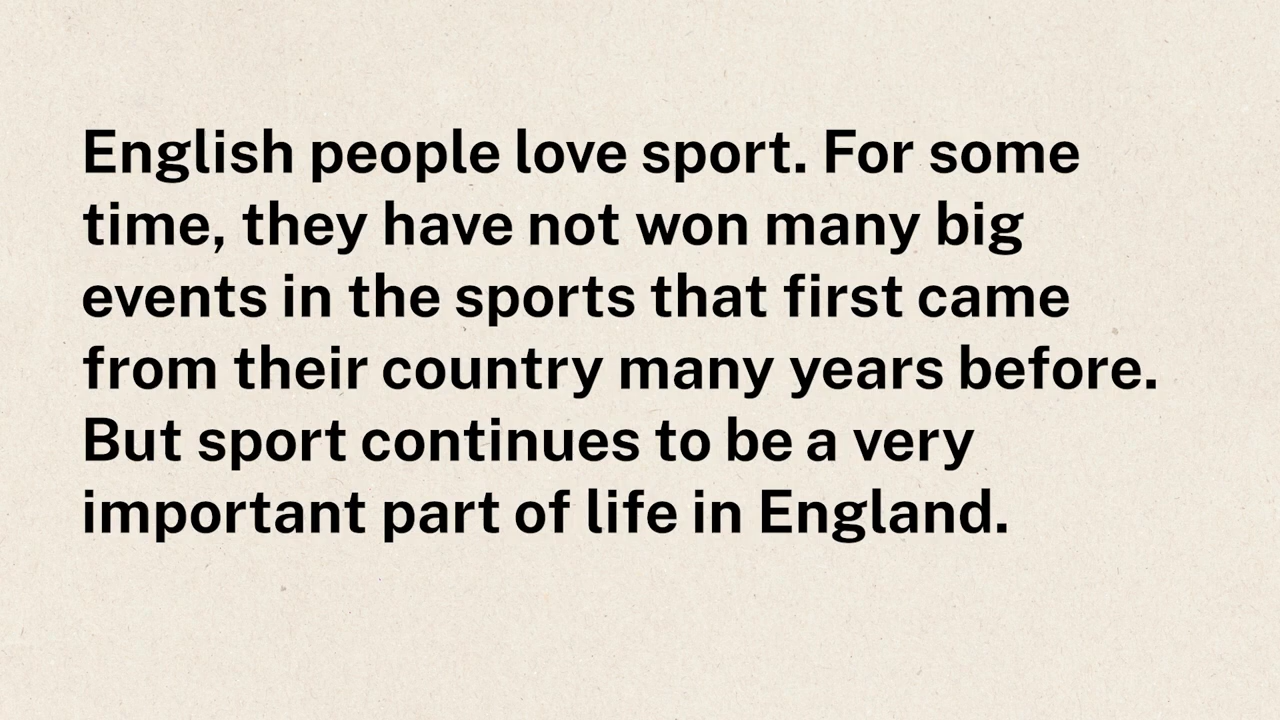 English people love sport. For some
time, they have not won many big
events in the sports that first came
from their country many years before.
But sport continues to be a very
important part of life in England.